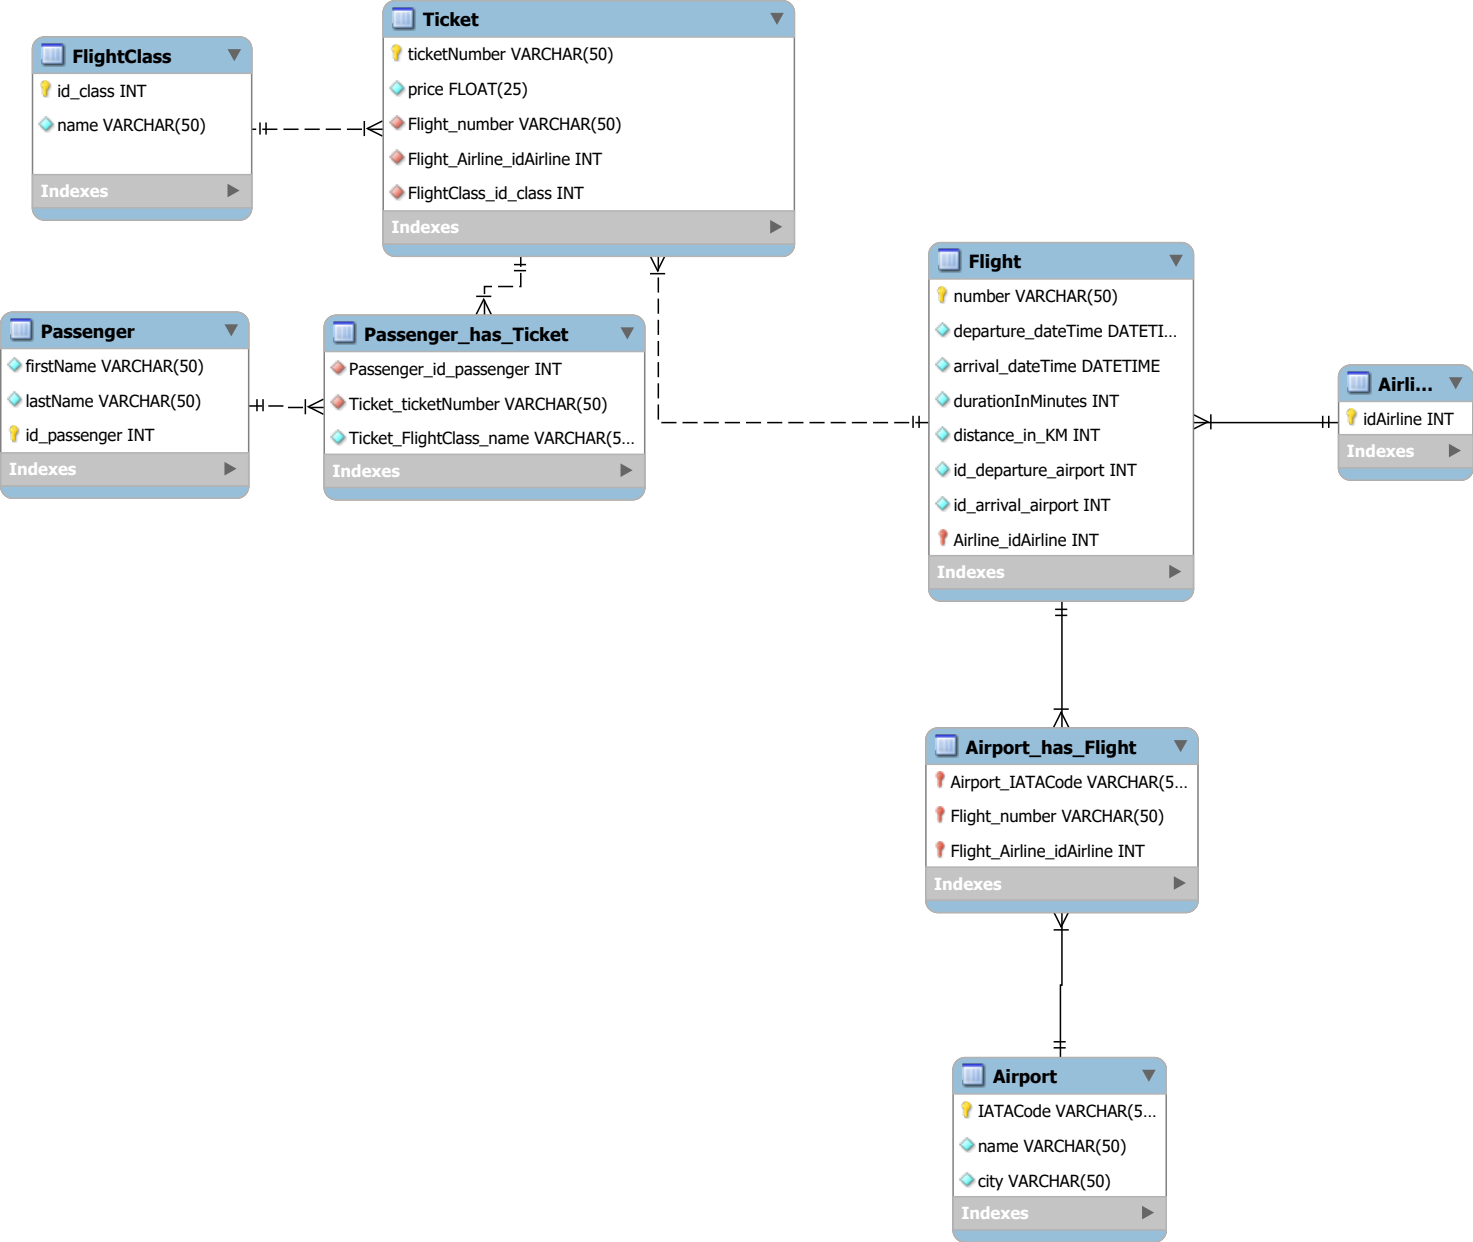 FlightClass
id_class INT
name VARCHAR(50)
Indexes
Ticket
ticketNumber VARCHAR(50)
price FLOAT(25)
Flight_number VARCHAR(50)
Flight_Airline_idAirline INT
FlightClass_id_class INT
Indexes
Passenger
firstName VARCHAR(50)
lastName VARCHAR(50)
id_passenger INT
Indexes
Passenger_has_Ticket
Passenger_id_passenger INT
Ticket_ticketNumber VARCHAR(50)
Ticket_FlightClass_name VARCHAR(5...
Indexes
Flight
number VARCHAR(50)
departure_dateTime DATETI...
arrival_dateTime DATETIME
durationInMinutes INT
distance_in_KM INT
id_departure_airport INT
id_arrival_airport INT
Airline_idAirline INT
Indexes
Airli...
idAirline INT
Indexes
Airport_has_Flight
Airport_IATACode VARCHAR(5...
Flight_number VARCHAR(50)
Flight_Airline_idAirline INT
Indexes
Airport
IATACode VARCHAR(5...
name VARCHAR(50)
city VARCHAR(50)
Indexes